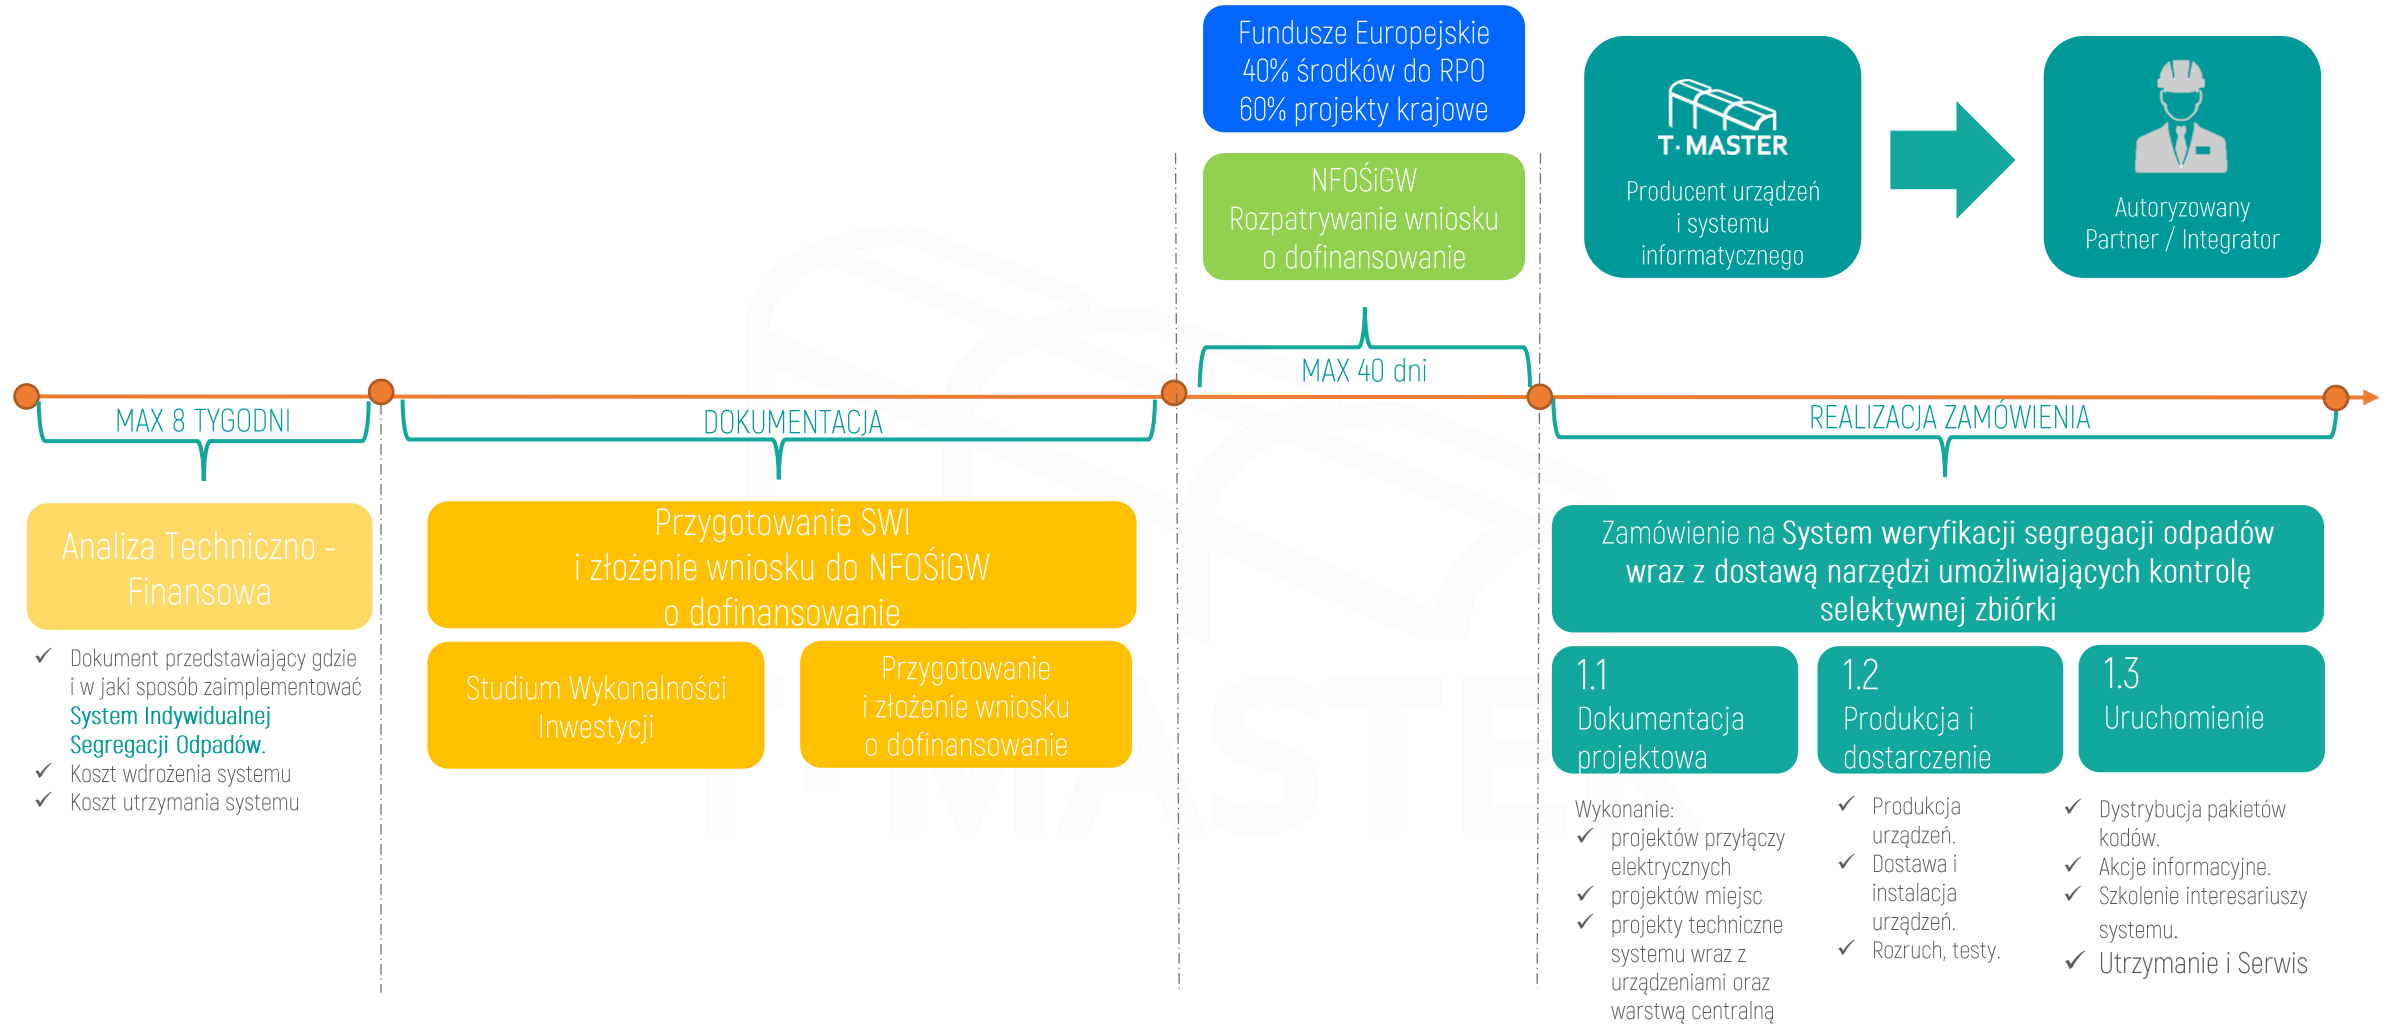 Fundusze Europejskie
40% środków do RPO
60% projekty krajowe
NFOŚiGW
Rozpatrywanie wniosku
o dofinansowanie
T·MASTER
Producent urządzeń
i systemu
informatycznego
Autoryzowany
Partner / Integrator
MAX 8 TYGODNI
DOKUMENTACJA
MAX 40 dni
REALIZACJA ZAMÓWIENIA
Analiza Techniczno –
Finansowa
✓ Dokument przedstawiający gdzie
i w jaki sposób zaimplementować
System Indywidualnej
Segregacji Odpadów.
✓ Koszt wdrożenia systemu
✓ Koszt utrzymania systemu
Przygotowanie SWI
i złożenie wniosku do NFOŚiGW
o dofinansowanie
Studium Wykonalności
Inwestycji
Przygotowanie
i złożenie wniosku
o dofinansowanie
Zamówienie na System weryfikacji segregacji odpadów
wraz z dostawą narzędzi umożliwiających kontrolę
selektywnej zbiórki
1.1
Dokumentacja
projektowa
Wykonanie:
✓ projektów przyłączy
elektrycznych
✓ projektów miejsc
✓ projekty techniczne
systemu wraz z
urządzeniami oraz
warstwą centralną
1.2
Produkcja i
dostarczenie
✓ Produkcja
urządzeń.
✓ Dostawa i
instalacja
urządzeń.
✓ Rozruch, testy.
1.3
Uruchomienie
✓ Dystrybucja pakietów
kodów.
✓ Akcje informacyjne.
✓ Szkolenie interesariuszy
systemu.
✓ Utrzymanie i Serwis
T·MASTER